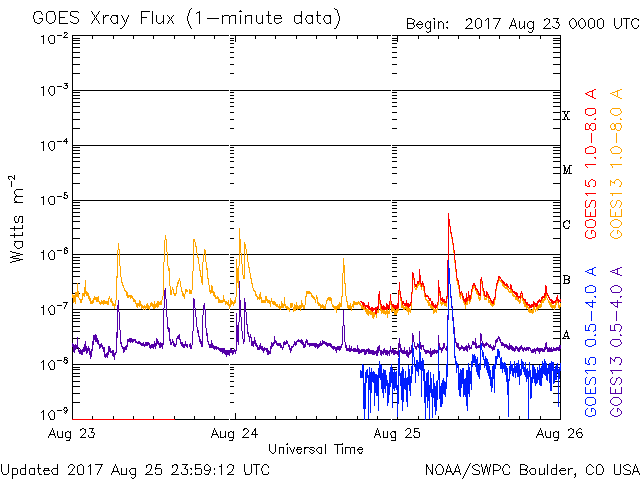 GOES Xray Flux (1-minute data)
Begin: 2017 Aug 23 0000 UTC
10-2
10-3
10-4
10-5
10-6
10-7
10-8
10-9
Watts m-2
X
M
C
B
A
GOES15 1.0-8.0 A
GOES13 1.0-8.0 A
GOES15 0.5-4.0 A
GOES13 0.5-4.0 A
Aug 23
Aug 24
Aug 25
Aug 26
Universal Time
Updated 2017 Aug 25 23:59:12 UTC
NOAA/SWPC Boulder, CO USA